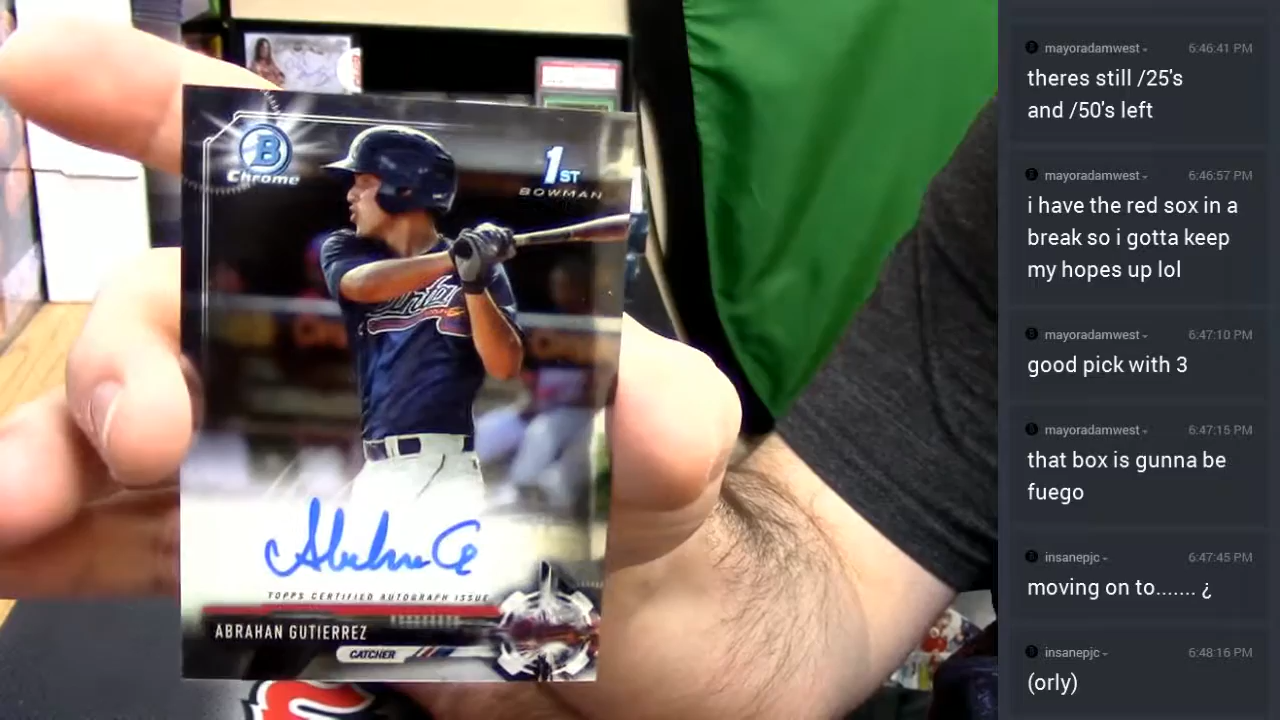 B
Chrome
1ST
BOWMAN
TOPPS CERTIFIED AUTOGRAPH ISSUE
ABRAHAN GUTIERREZ
CATCHER
mayoradamwest
6:46:41 PM
theres still /25's
and /50's left
mayoradamwest
6:46:57 PM
i have the red sox in a
break so i gotta keep
my hopes up lol
mayoradamwest
6:47:10 PM
good pick with 3
mayoradamwest
6:47:15 PM
that box is gunna be
fuego
insanepjc
6:47:45 PM
moving on to....... ¿
insanepjc
6:48:16 PM
(orly)